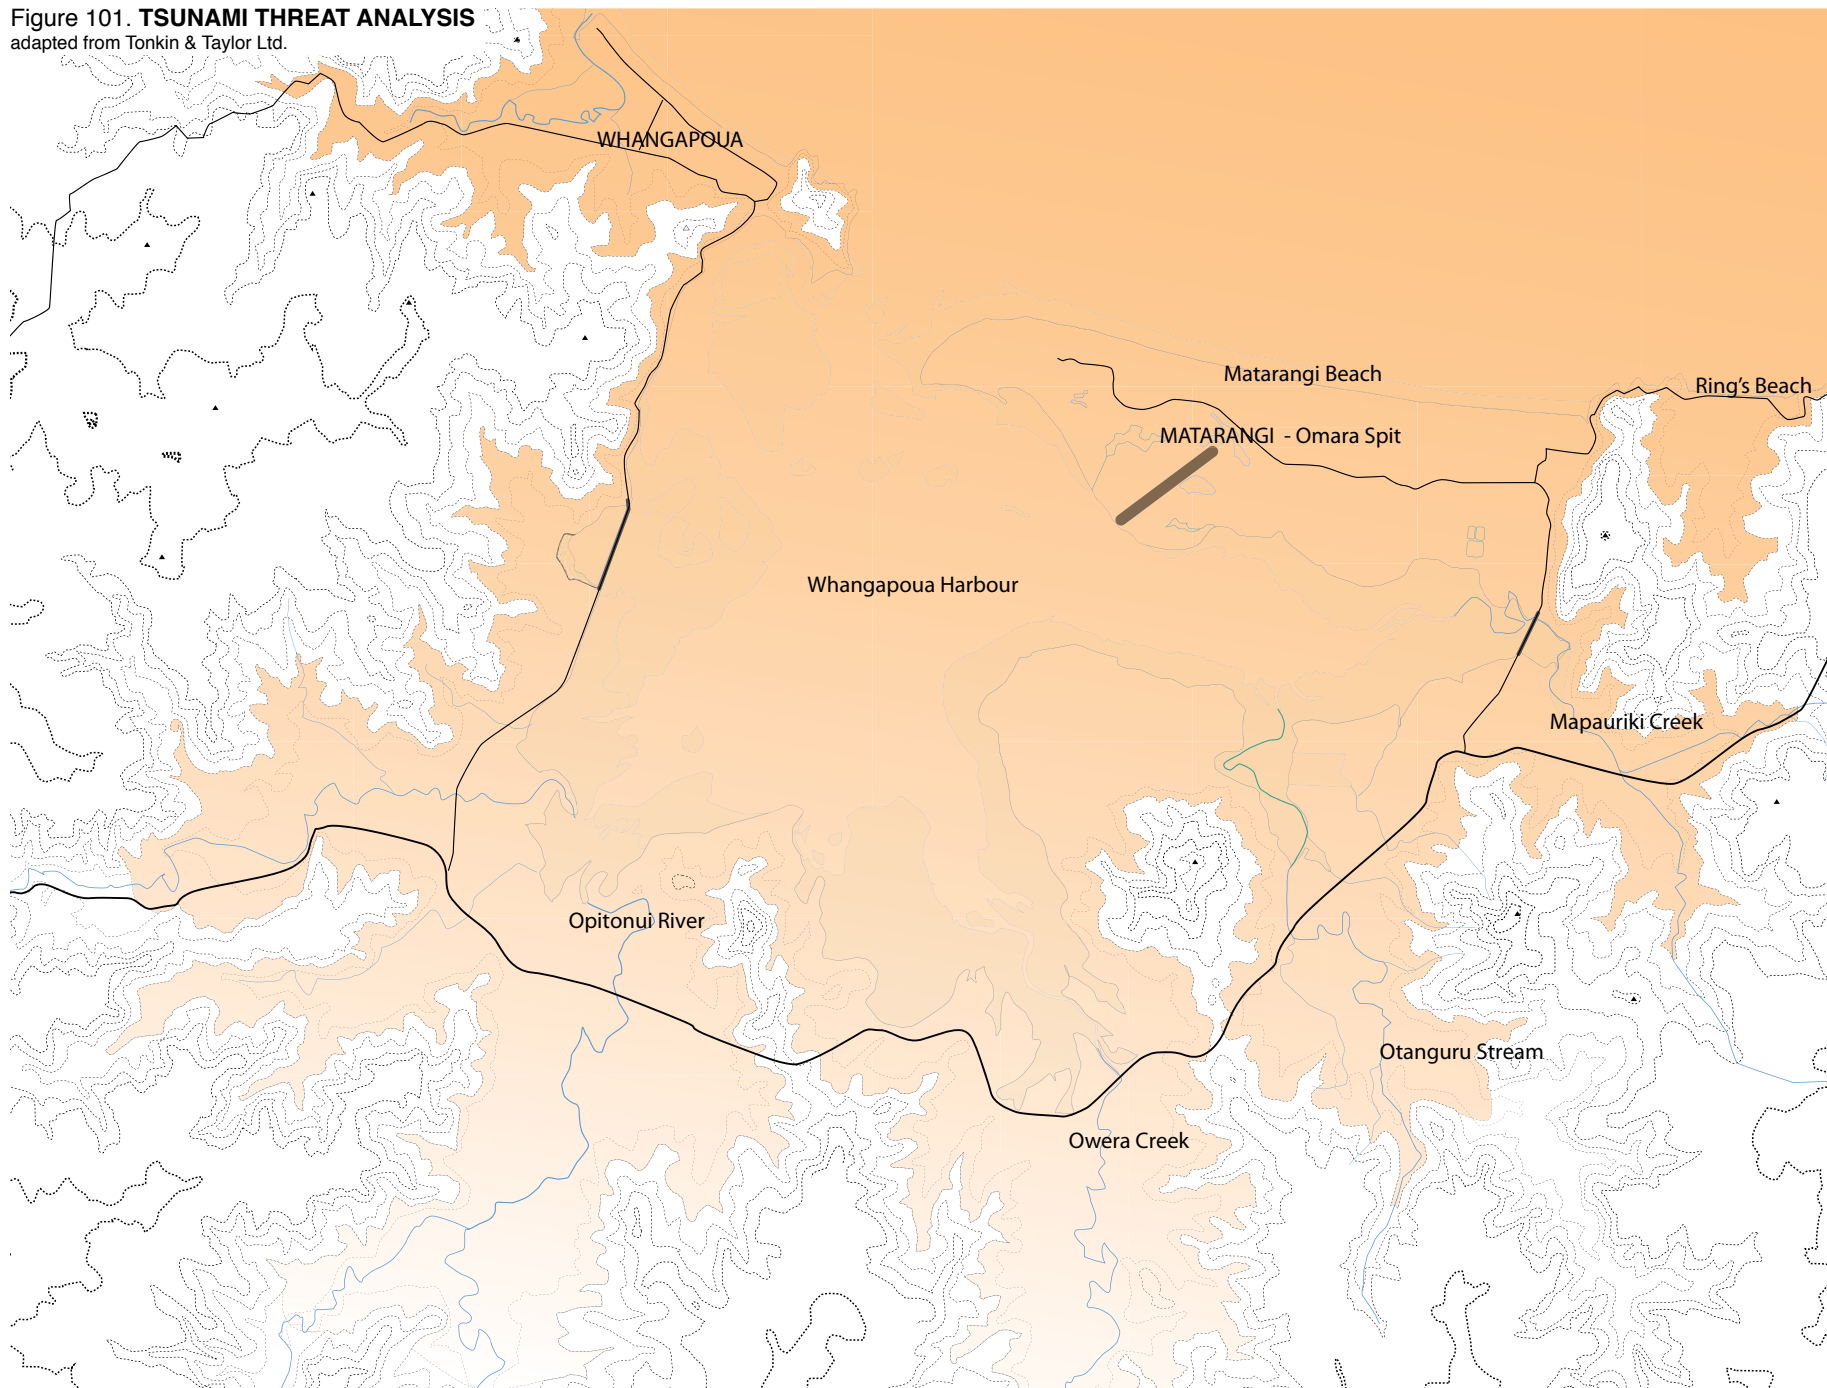 Figure 101. TSUNAMI THREAT ANALYSIS
adapted from Tonkin & Taylor Ltd.
WHANGAPOUA
Matarangi Beach
Ring's Beach
MATARANGI - Omara Spit
Whangapoua Harbour
Mapauriki Creek
Opitonui River
Otanguru Stream
Owera Creek